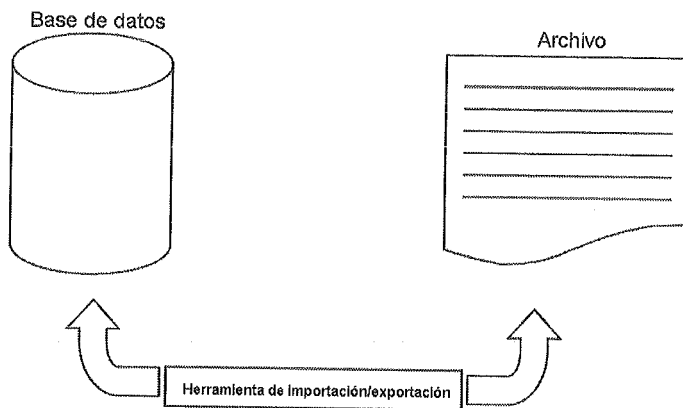 Base de datos
Archivo
Herramienta de importación/exportación